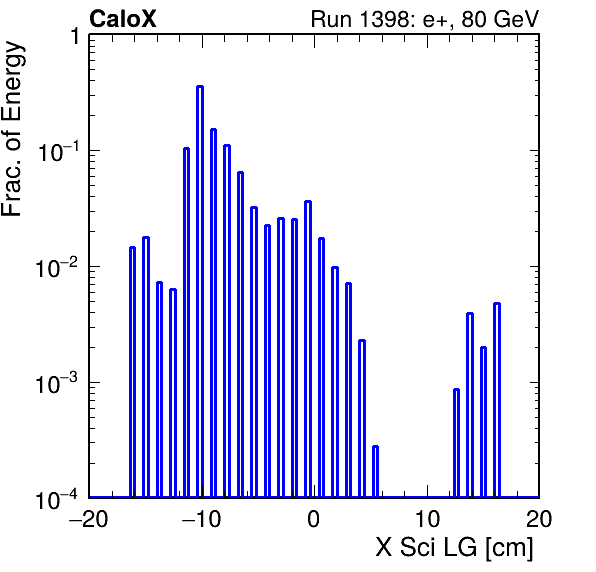 CaloX Run 1398: e+, 80 GeV
Frac. of Energy
1
10⁻¹
10⁻²
10⁻³
10⁻⁴
−20 −10 0 10 20
X Sci LG [cm]